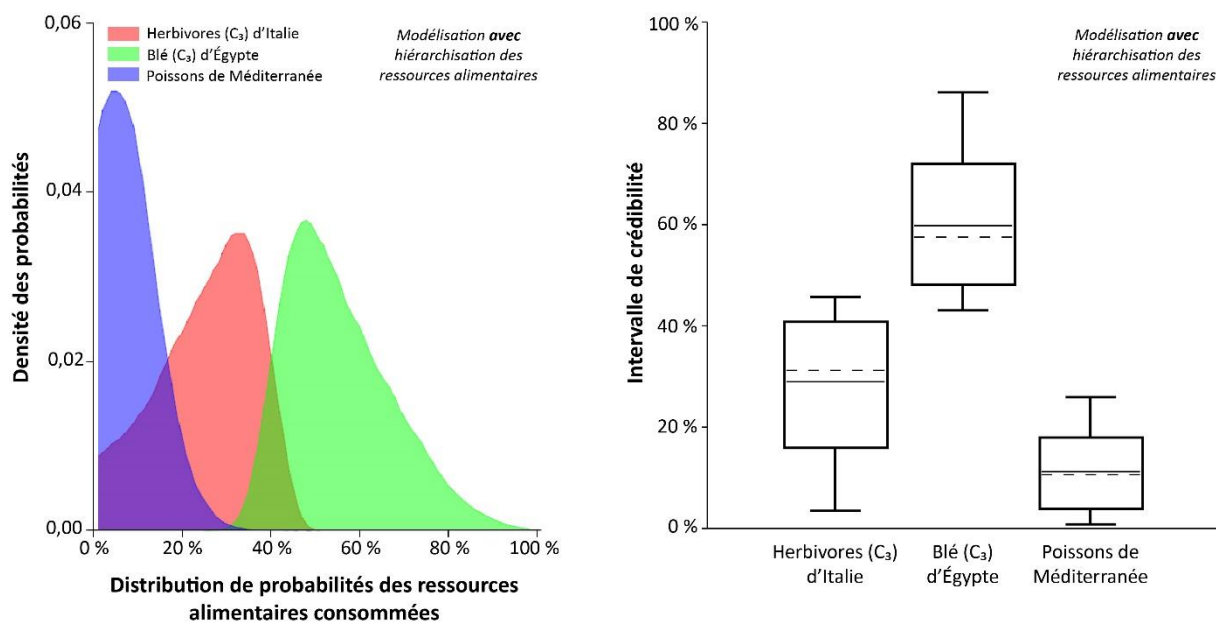 0,06
Herbivores (C₃) d’Italie
Blé (C₃) d’Égypte
Poissons de Méditerranée
Modélisation avec
hiérarchisation des
ressources alimentaires
0,04
0,02
0,00
Densité des probabilités
0 %
20 %
40 %
60 %
80 %
100 %
Distribution de probabilités des ressources
alimentaires consommées
100 %
80 %
60 %
40 %
20 %
0 %
Intervalle de crédibilité
Modélisation avec
hiérarchisation des
ressources alimentaires
Herbivores (C₃)
d’Italie
Blé (C₃)
d’Égypte
Poissons de
Méditerranée